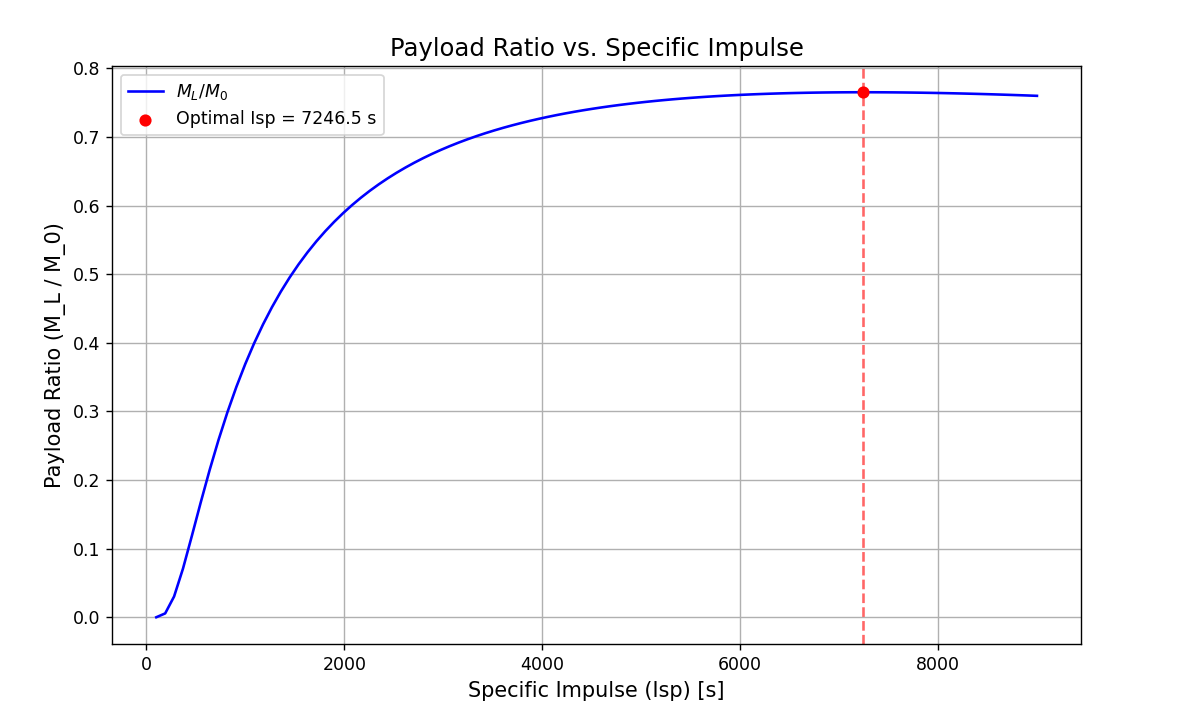 Payload Ratio vs. Specific Impulse
M_L/M_0
Optimal Isp = 7246.5 s
Payload Ratio (M_L / M_0)
0.8
0.7
0.6
0.5
0.4
0.3
0.2
0.1
0.0
0 2000 4000 6000 8000
Specific Impulse (Isp) [s]